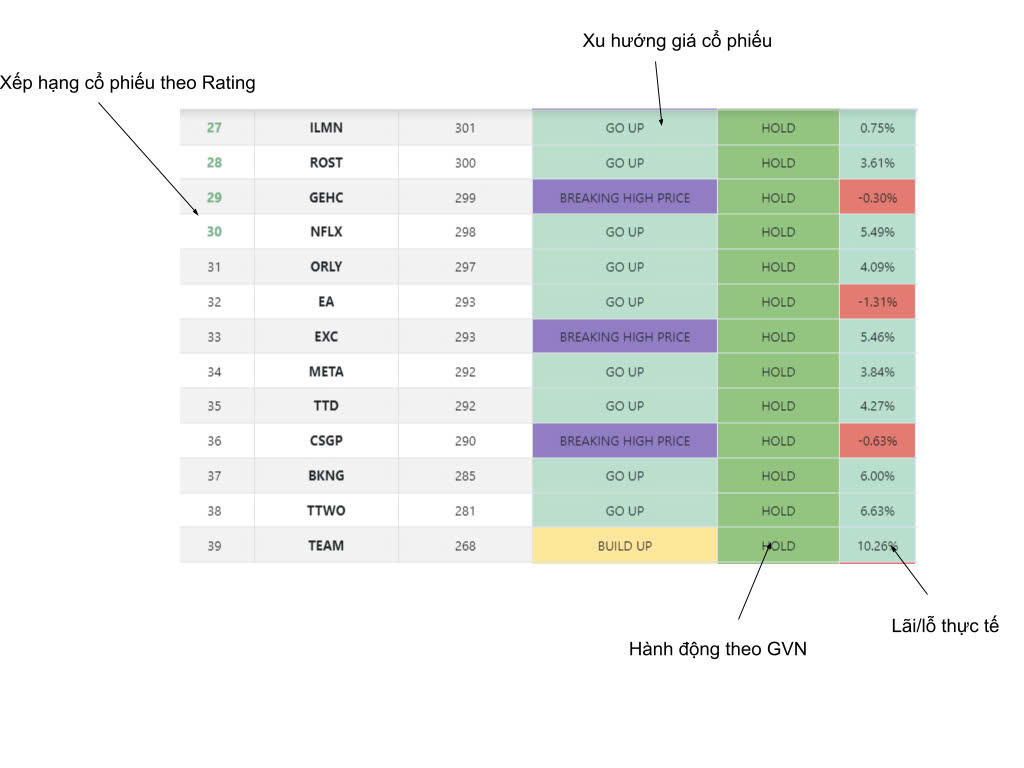 Xu hướng giá cổ phiếu
Xếp hạng cổ phiếu theo Rating
27 ILMN 301 GO UP HOLD 0.75%
28 ROST 300 GO UP HOLD 3.61%
29 GEHC 299 BREAKING HIGH PRICE HOLD -0.30%
30 NFLX 298 GO UP HOLD 5.49%
31 ORLY 297 GO UP HOLD 4.09%
32 EA 293 GO UP HOLD -1.31%
33 EXC 293 BREAKING HIGH PRICE HOLD 5.46%
34 META 292 GO UP HOLD 3.84%
35 TTD 292 GO UP HOLD 4.27%
36 CSGP 290 BREAKING HIGH PRICE HOLD -0.63%
37 BKNG 285 GO UP HOLD 6.00%
38 TTWO 281 GO UP HOLD 6.63%
39 TEAM 268 BUILD UP HOLD 10.26%
Lãi/lỗ thực tế
Hành động theo GVN